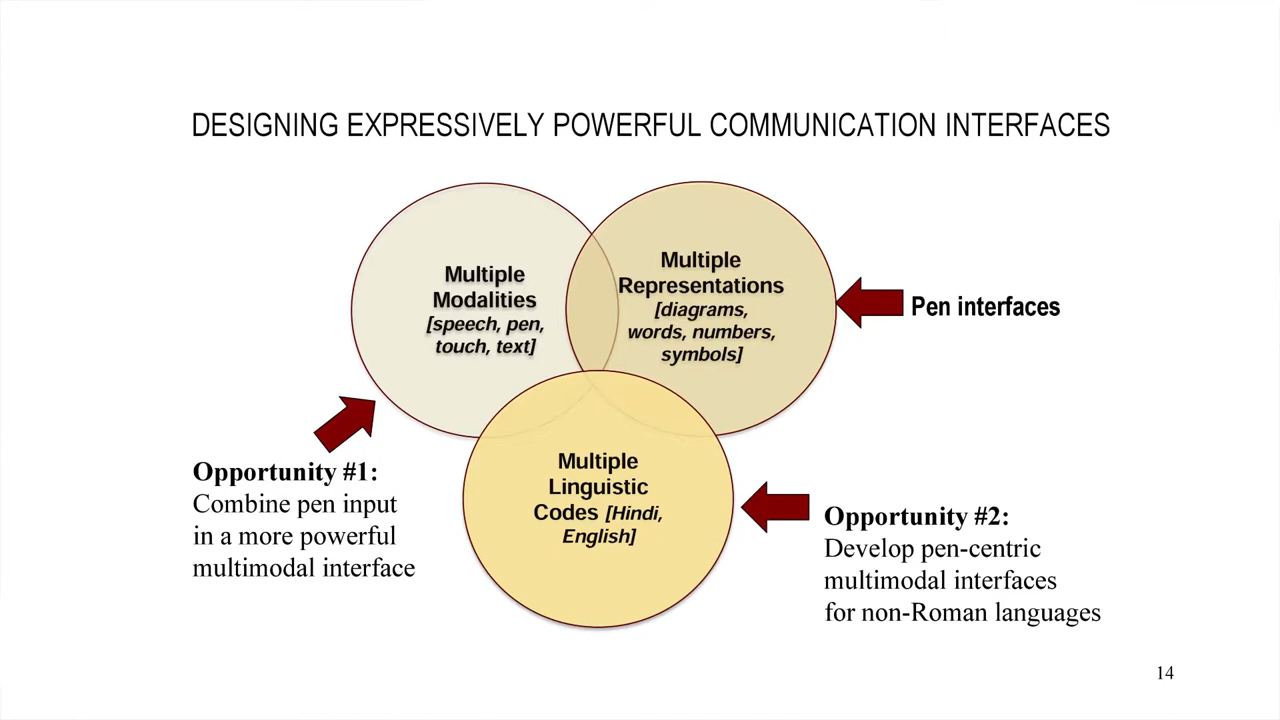 DESIGNING EXPRESSIVELY POWERFUL COMMUNICATION INTERFACES
Multiple
Modalities
[speech, pen,
touch, text]
Multiple
Representations
[diagrams,
words, numbers,
symbols]
Pen interfaces
Opportunity #1:
Combine pen input
in a more powerful
multimodal interface
Multiple
Linguistic
Codes [Hindi,
English]
Opportunity #2:
Develop pen-centric
multimodal interfaces
for non-Roman languages
14